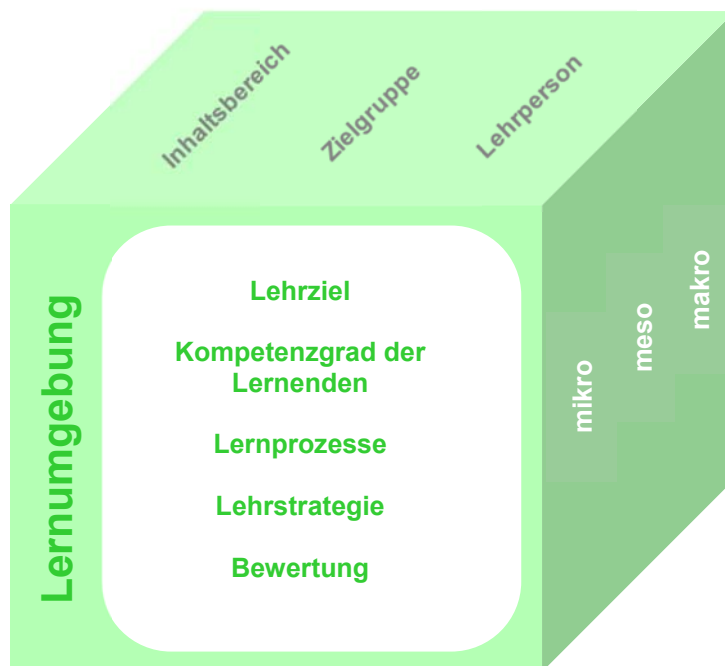 Inhaltsbereich
Zielgruppe
Lehrperson
Lernumgebung
Lehrziel
Kompetenzgrad der
Lernenden
Lernprozesse
Lehrstrategie
Bewertung
mikro
meso
makro